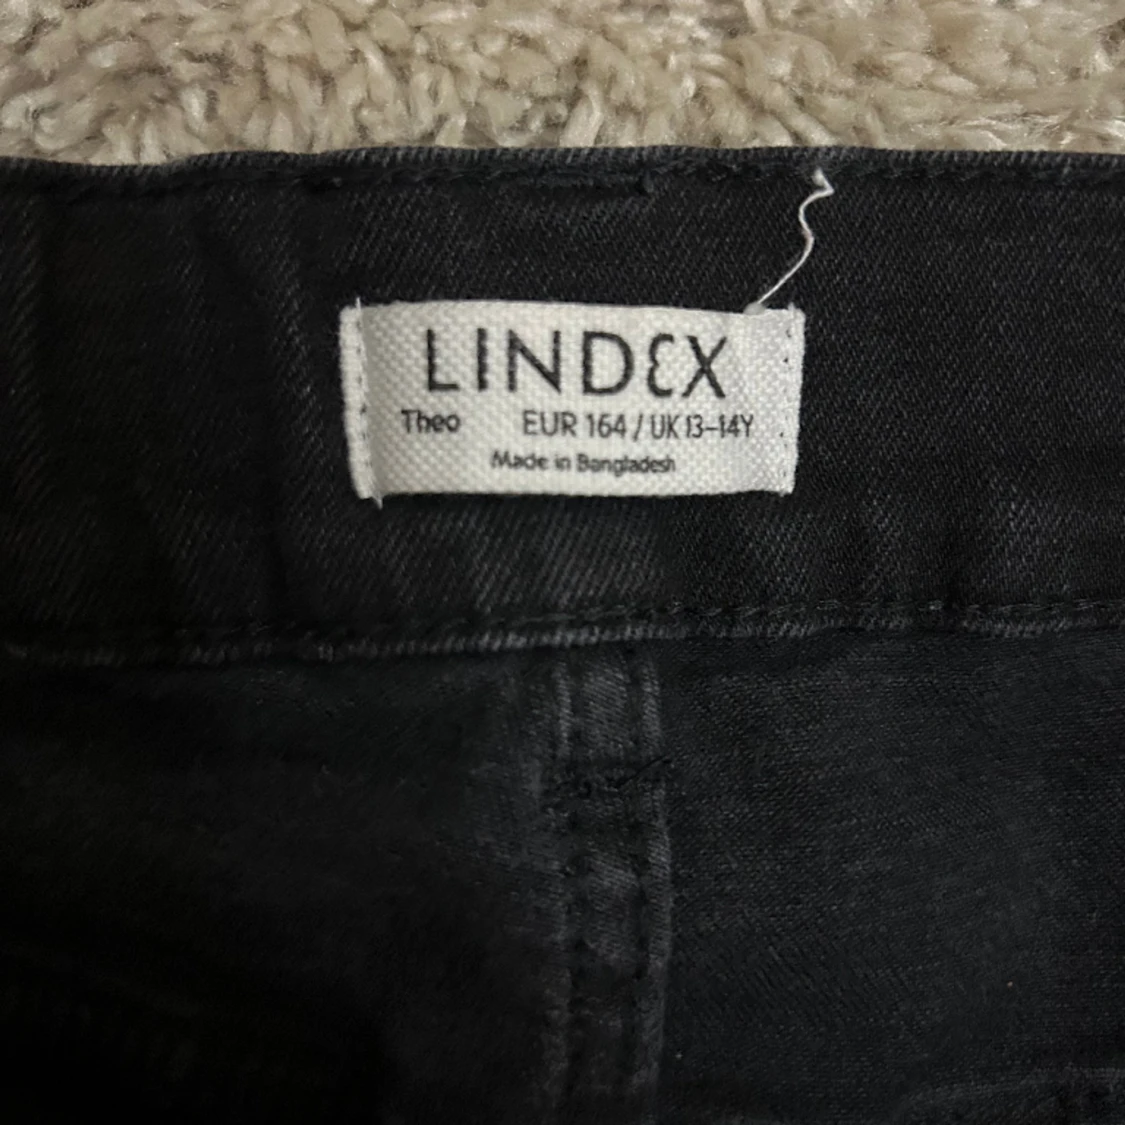 LINDEX
Theo EUR 164 / UK 13–14Y
Made in Bangladesh